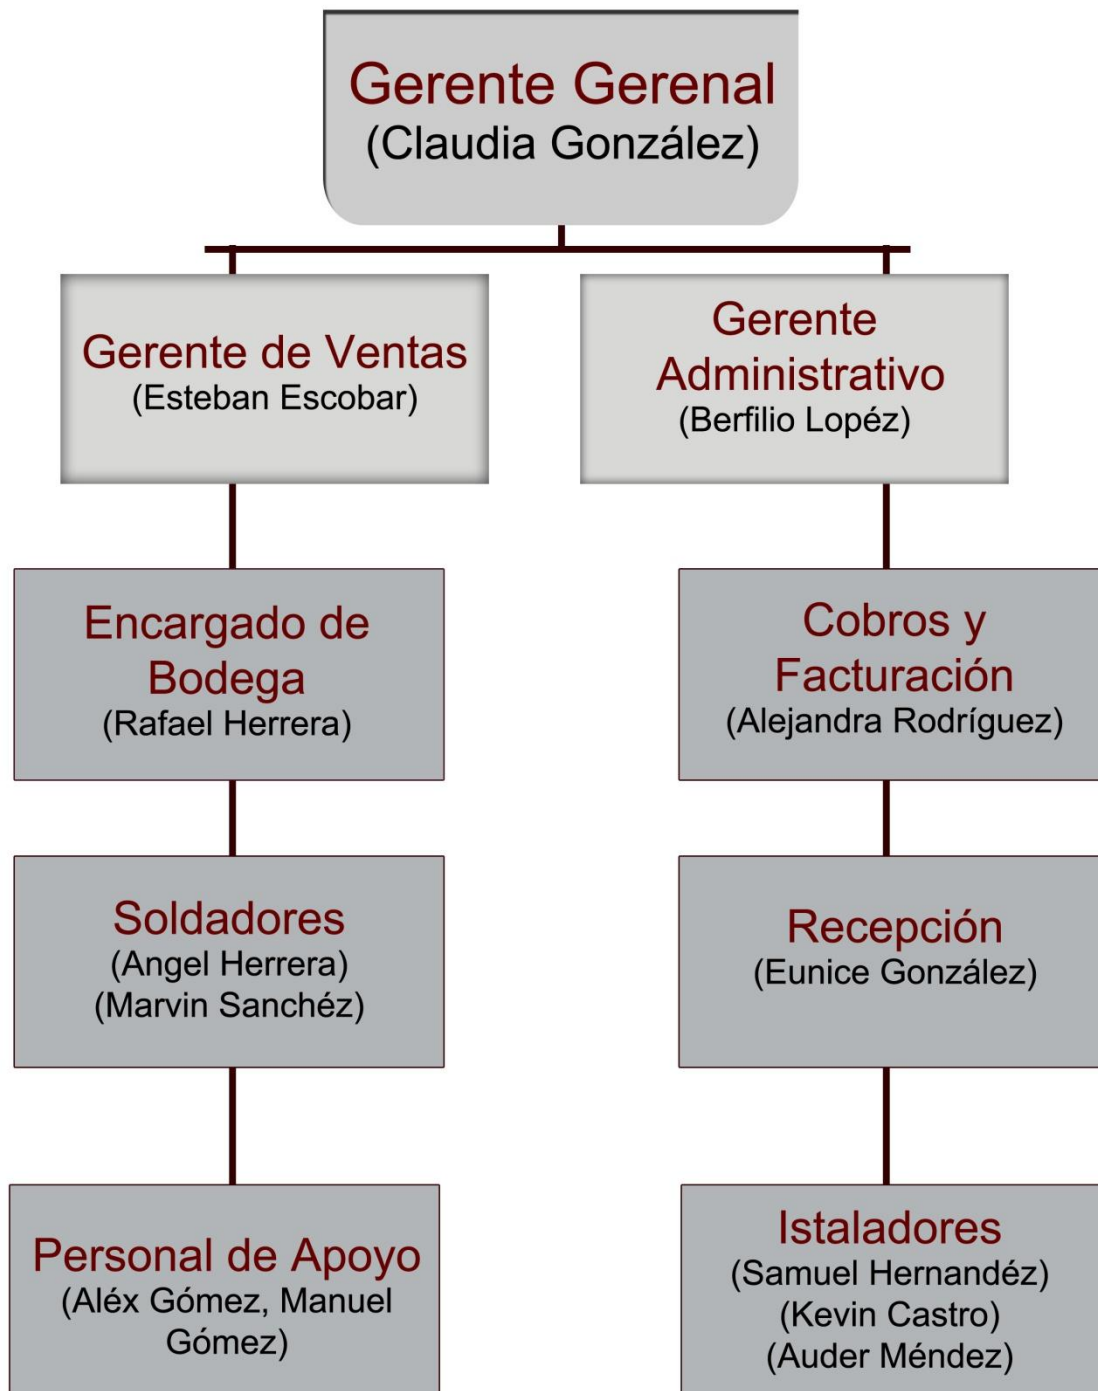 Gerente Gerenal
(Claudia González)
Gerente de Ventas
(Esteban Escobar)
Gerente
Administrativo
(Berfilio Lopéz)
Encargado de
Bodega
(Rafael Herrera)
Cobros y
Facturación
(Alejandra Rodríguez)
Soldadores
(Angel Herrera)
(Marvin Sanchéz)
Recepción
(Eunice González)
Personal de Apoyo
(Aléx Gómez, Manuel
Gómez)
Istaladores
(Samuel Hernandéz)
(Kevin Castro)
(Auder Méndez)